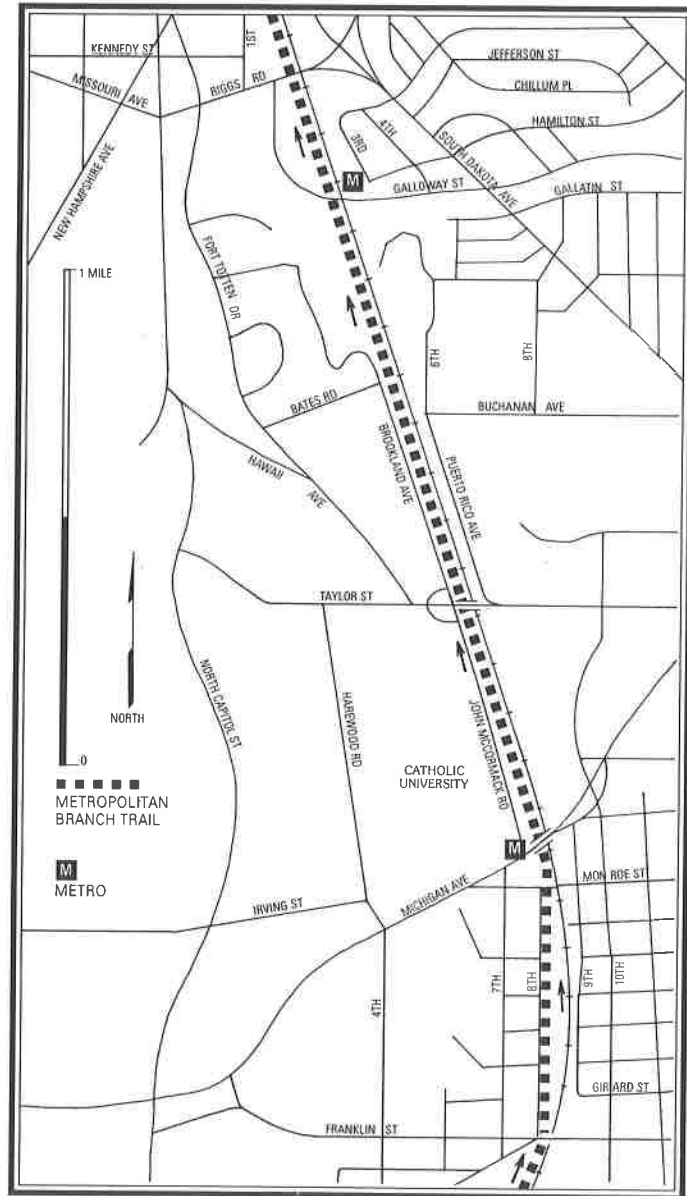 KENNEDY ST
1ST
JEFFERSON ST
MISSOURI AVE
RIGGS RD
CHILLUM PL
HAMILTON ST
3RD
4TH
SOUTH DAKOTA AVE
M
GALLOWAY ST
GALLATIN ST
NEW HAMPSHIRE AVE
FORT TOTTEN DR
1 MILE
6TH
8TH
BATES RD
BUCHANAN AVE
BROOKLAND AVE
HAWAII AVE
PUERTO RICO AVE
TAYLOR ST
NORTH CAPITOL ST
HAREWOOD RD
NORTH
JOHN MCCORMACK RD
CATHOLIC
UNIVERSITY
0
METROPOLITAN
BRANCH TRAIL
M
METRO
M
MICHIGAN AVE
MONROE ST
IRVING ST
4TH
7TH
8TH
9TH
10TH
GIRARD ST
FRANKLIN ST